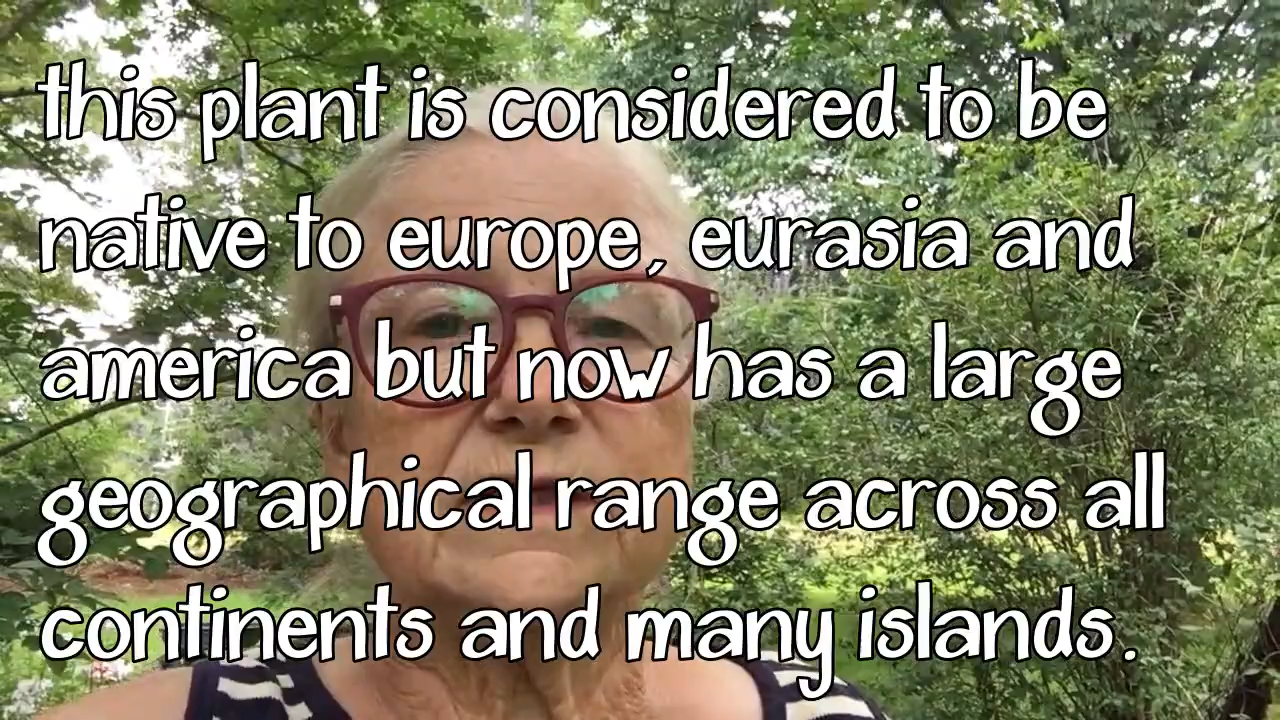 this plant is considered to be
native to europe, eurasia and
america but now has a large
geographical range across all
continents and many islands.